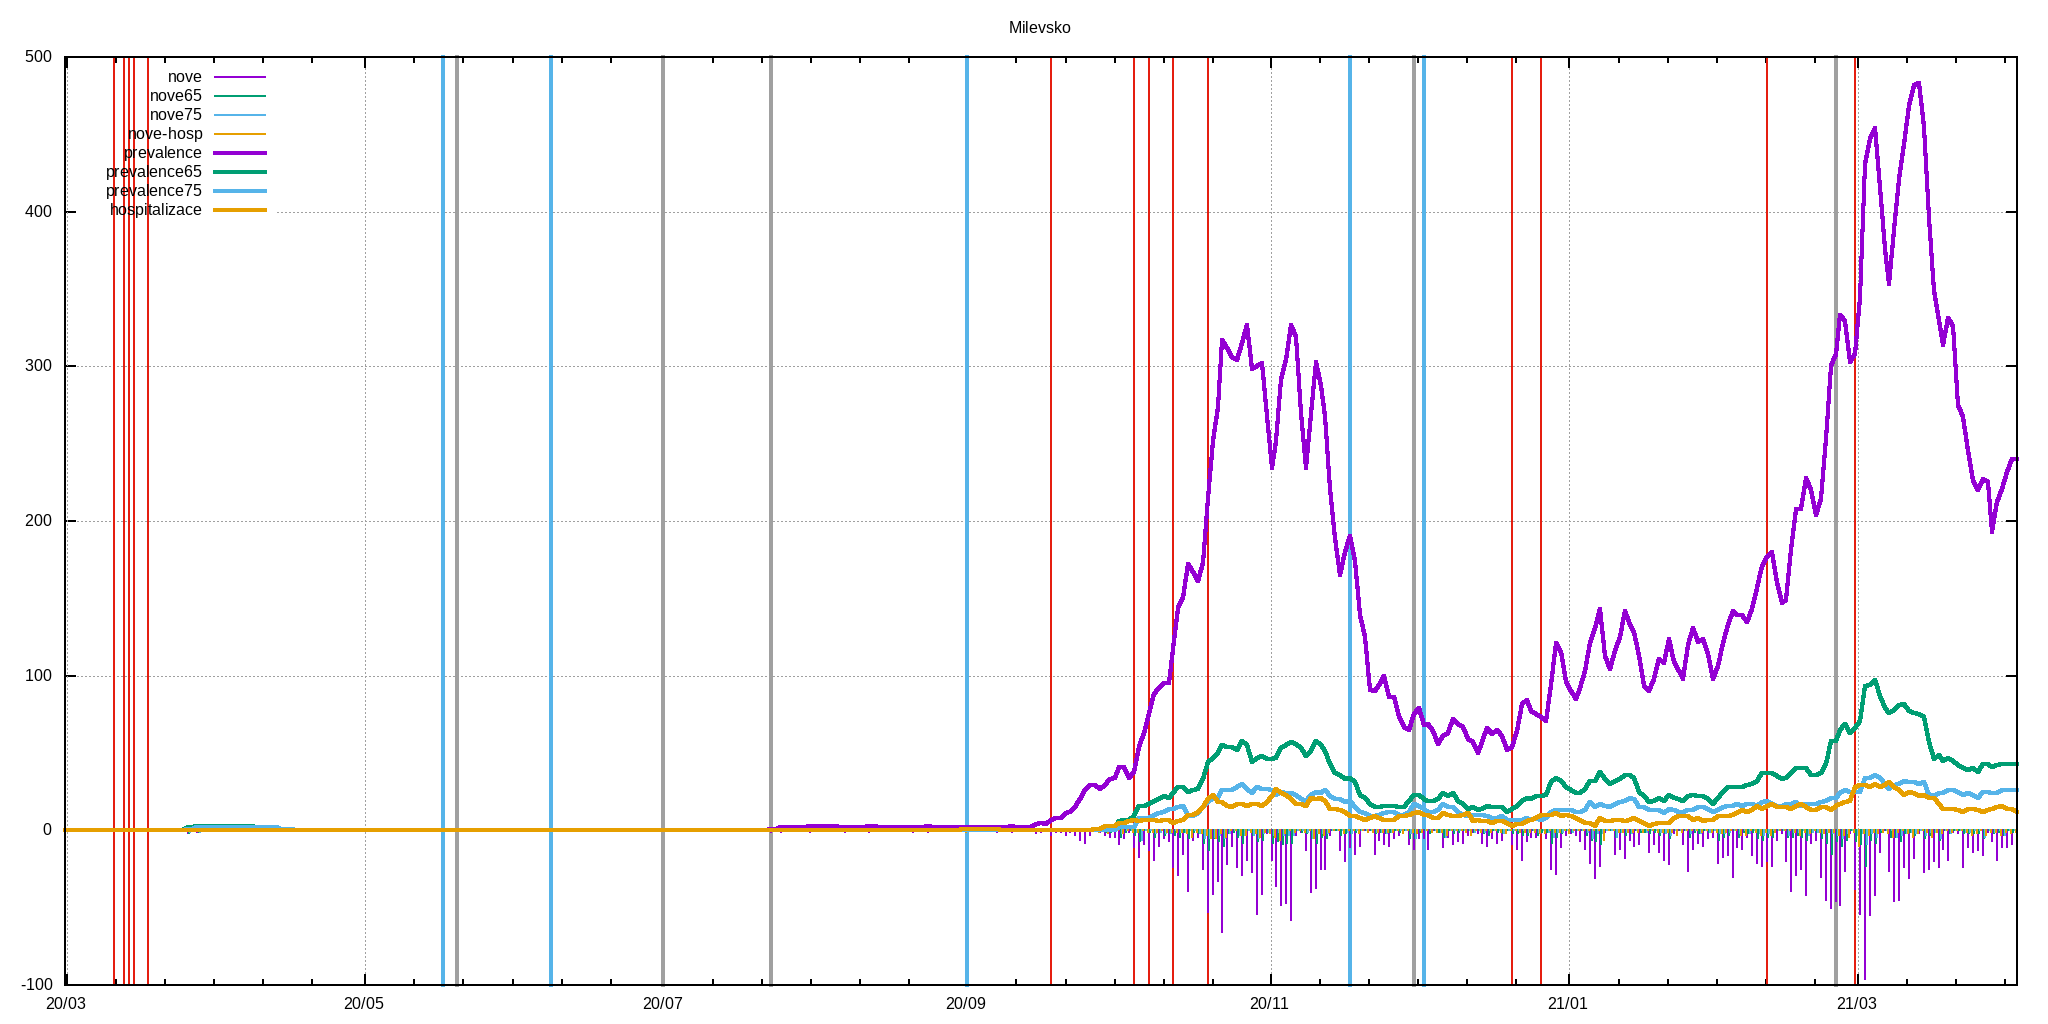 Milevsko
500
nove
nove65
nove75
nove-hosp
prevalence
prevalence65
prevalence75
hospitalizace
400
300
200
100
0
-100
20/03 20/05 20/07 20/09 20/11 21/01 21/03